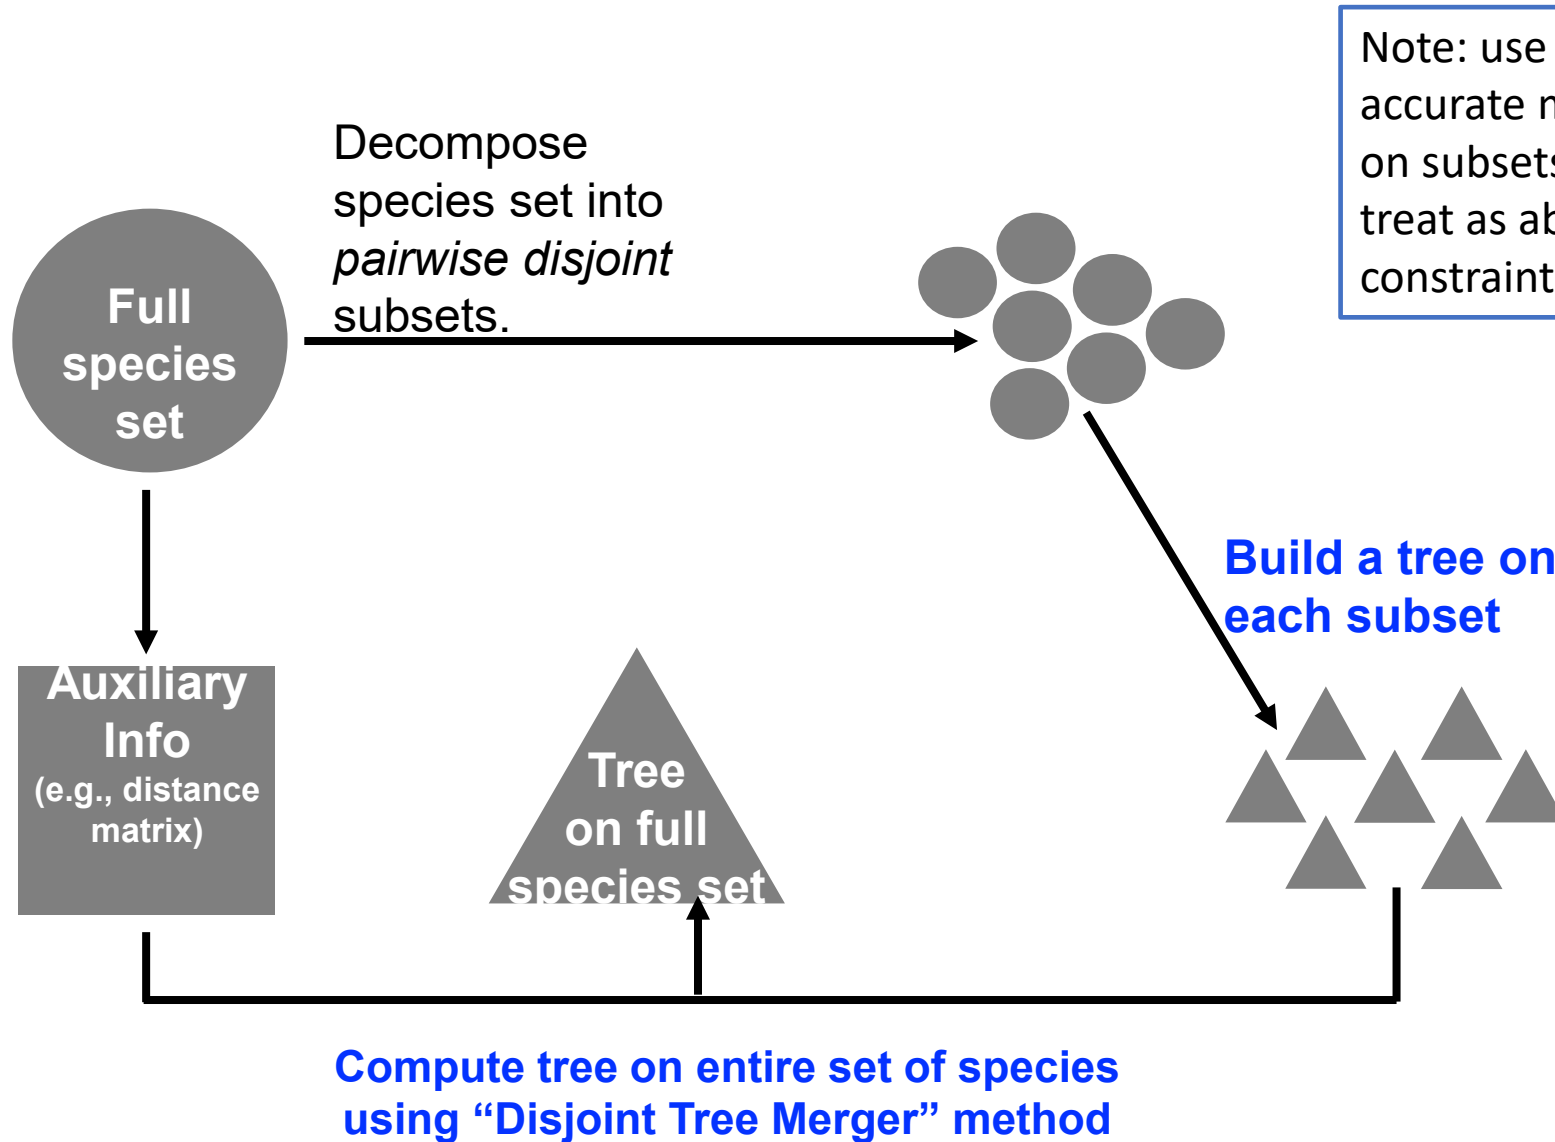 Note: use
accurate
on subsets
treat as
constraint
Decompose
species set into
pairwise disjoint
subsets.
Full
species
set
Build a tree on
each subset
Auxiliary
Info
(e.g., distance
matrix)
Tree
on full
species set
Compute tree on entire set of species
using “Disjoint Tree Merger” method